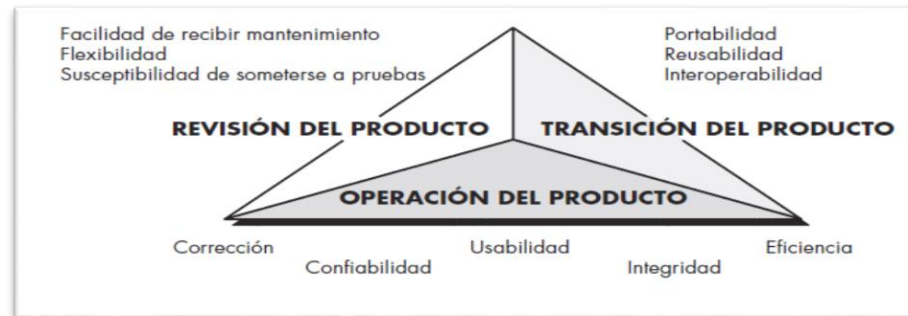 Facilidad de recibir mantenimiento
Flexibilidad
Susceptibilidad de someterse a pruebas
Portabilidad
Reusabilidad
Interoperabilidad
REVISIÓN DEL PRODUCTO
TRANSICIÓN DEL PRODUCTO
OPERACIÓN DEL PRODUCTO
Corrección
Confiabilidad
Usabilidad
Integridad
Eficiencia